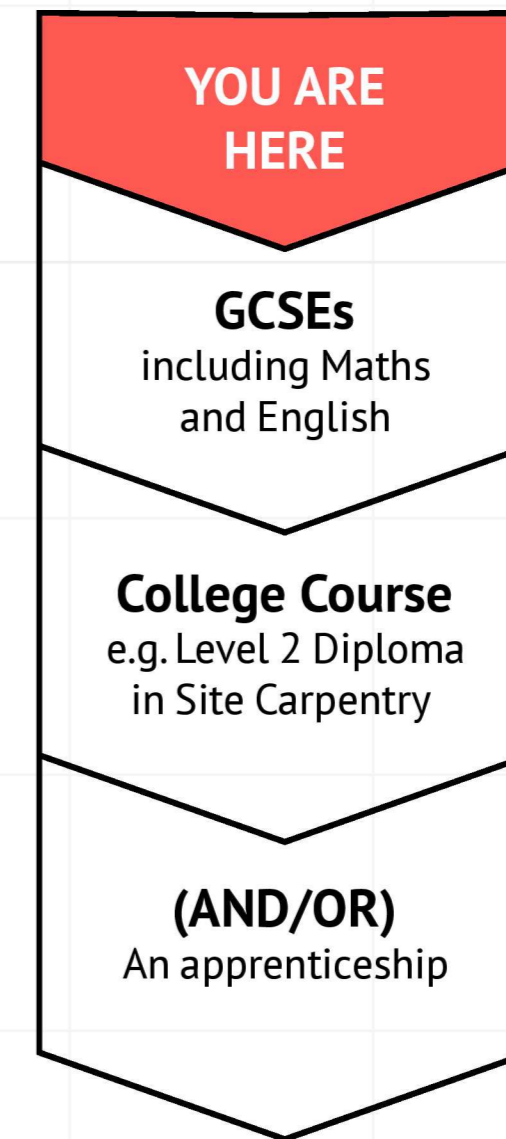 YOU ARE
HERE
GCSEs
including Maths
and English
College Course
e.g. Level 2 Diploma
in Site Carpentry
(AND/OR)
An apprenticeship